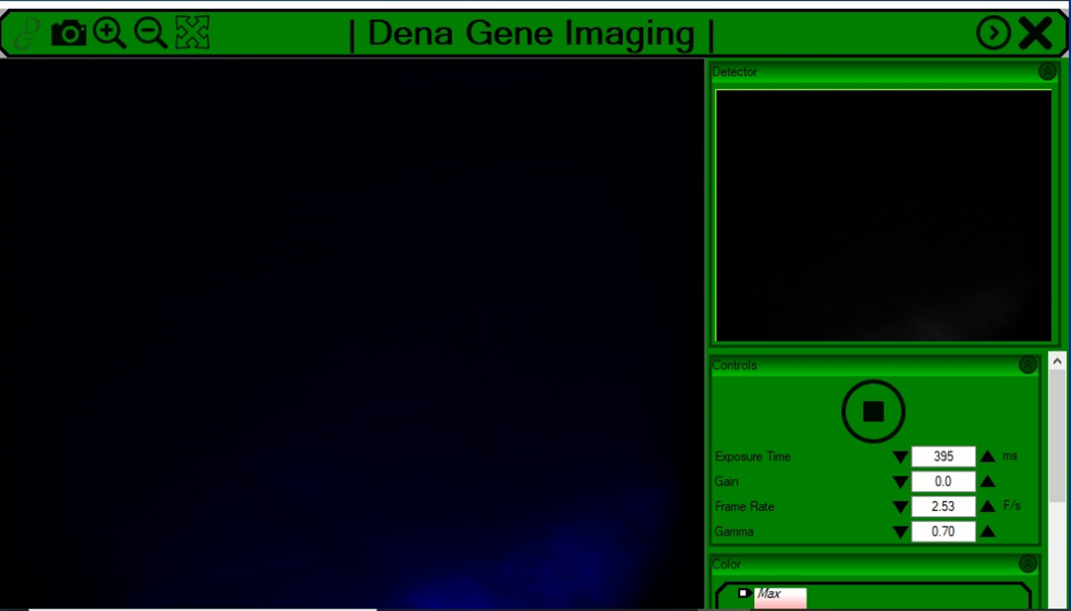 | Dena Gene Imaging |
Detector
Controls
Exposure Time 395 ms
Gain 0.0
Frame Rate 2.53 F/s
Gamma 0.70
Color
Max